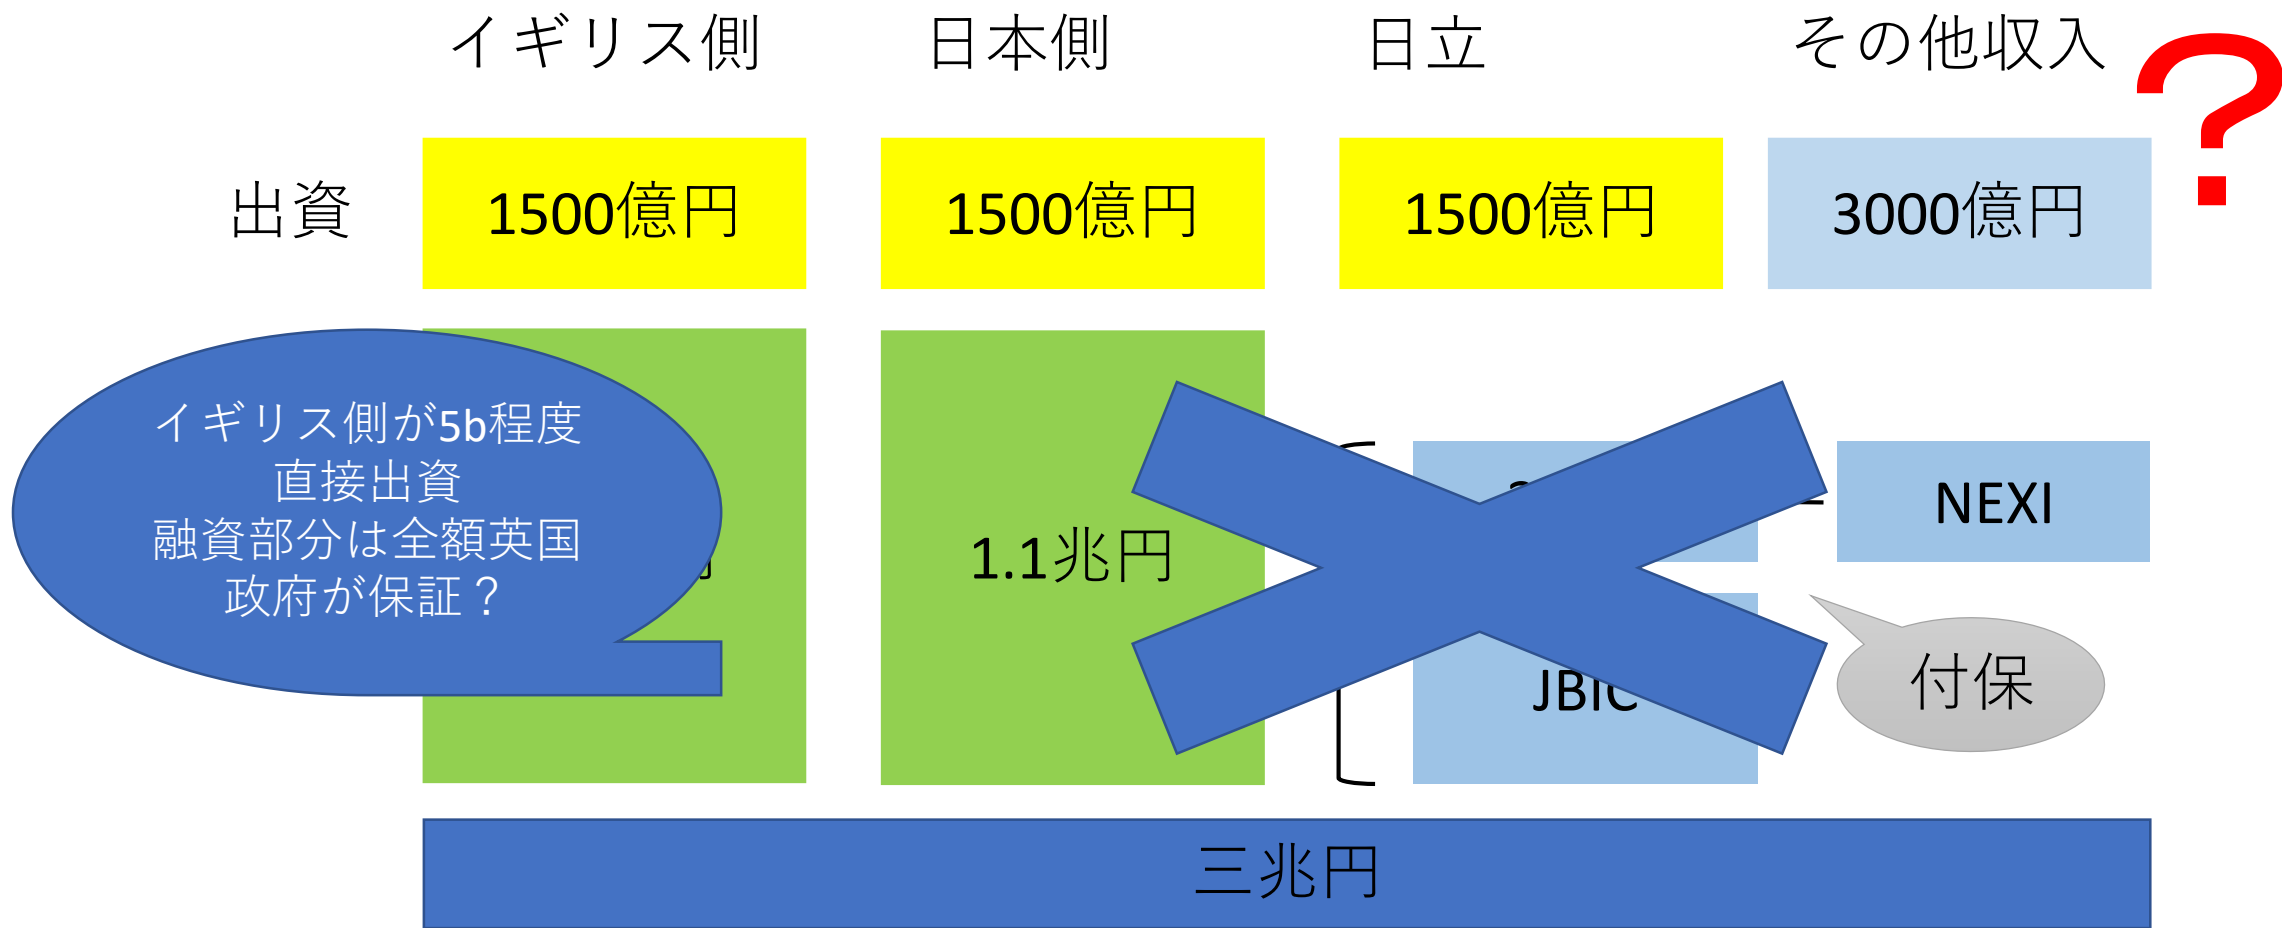 イギリス側
日本側
日立
その他収入
?
出資
1500億円
1500億円
1500億円
3000億円
イギリス側が5b程度
直接出資
融資部分は全額英国
政府が保証？
1.1兆円
NEXI
JBIC
付保
三兆円